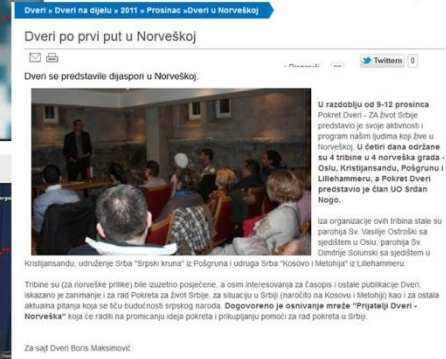 Dveri » Dveri na dijelu » 2011 » Prosinac »Dveri u Norveškoj
Dveri po prvi put u Norveškoj
Twittern 0
Dveri se predstavile dijaspori u Norveškoj.
U razdoblju od 9-12 prosinca
Pokret Dveri - ZA život Srbije
predstavio je svoje aktivnosti i
program našim ljudima koji žive u
Norveškoj. U četiri dana održane
su 4 tribine u 4 norveška grada -
Oslu, Kristijansandu, Pošgrunu i
Lillehammeru, a Pokret Dveri
predstavio je član UO Srđan
Nogo.
Iza organizacije ovih tribina stale su
parohija Sv. Vasilije Ostroški sa
sjedištem u Oslu, parohija Sv.
Dimitrije Solunski sa sjedištem u
Kristijansandu, udruženje Srba "Srpski kruna" iz Pošgruna i udruga Srba "Kosovo i Metohija" iz Lillehammeru.
Tribine su (za norveške prilike) bile izuzetno posjećene, a osim interesovanja za časopis i ostale publikacije Dveri,
iskazano je zanimanje i za rad Pokreta za život Srbije, za situaciju u Srbiji (naročito na Kosovu i Metohiji) kao i za ostala
aktualna pitanja koja se tiču budućnosti srpskog naroda. Dogovoreno je osnivanje mreže "Prijatelji Dveri -
Norveška" koja će raditi na promicanju ideja pokreta i prikupljanju pomoći za rad pokreta u Srbiji.
Za sajt Dveri Boris Maksimović